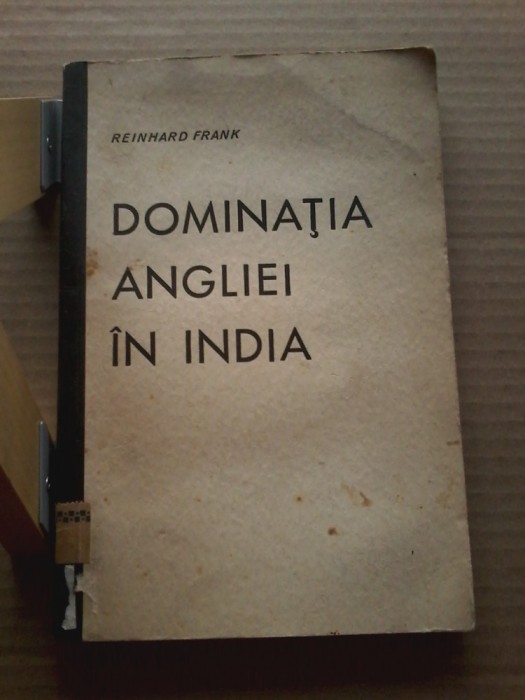 REINHARD FRANK
DOMINAŢIA
ANGLIEI
ÎN INDIA